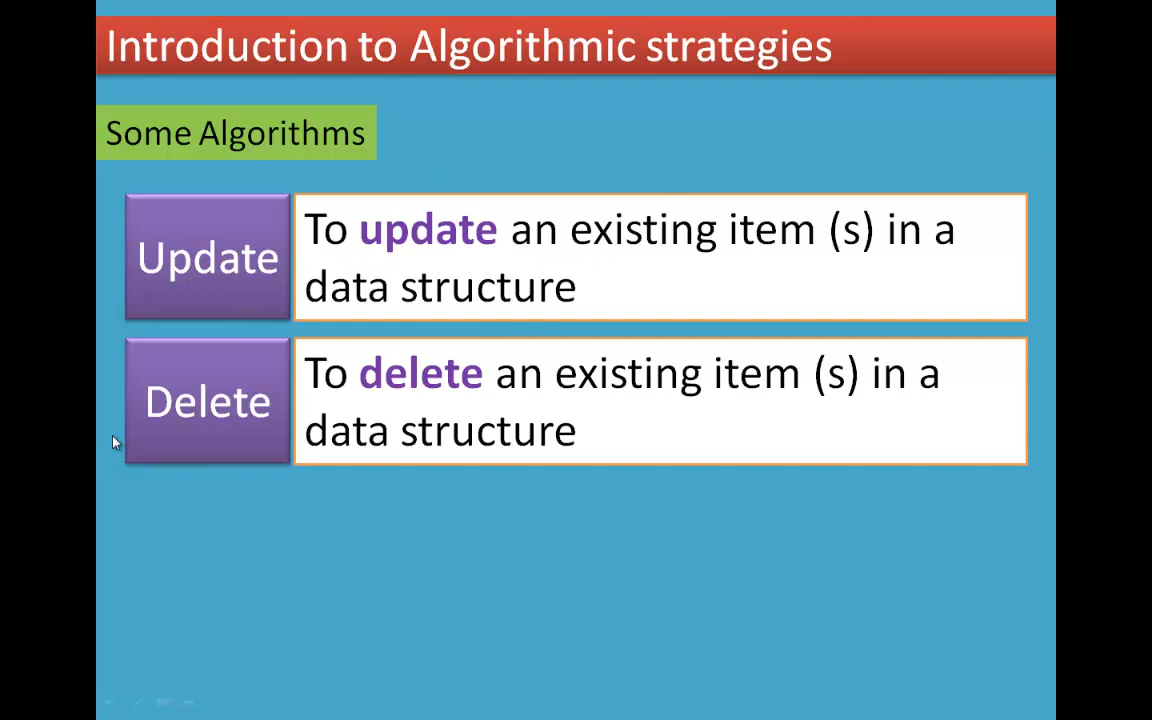 Introduction to Algorithmic strategies
Some Algorithms
Update
To update an existing item (s) in a
data structure
Delete
To delete an existing item (s) in a
data structure